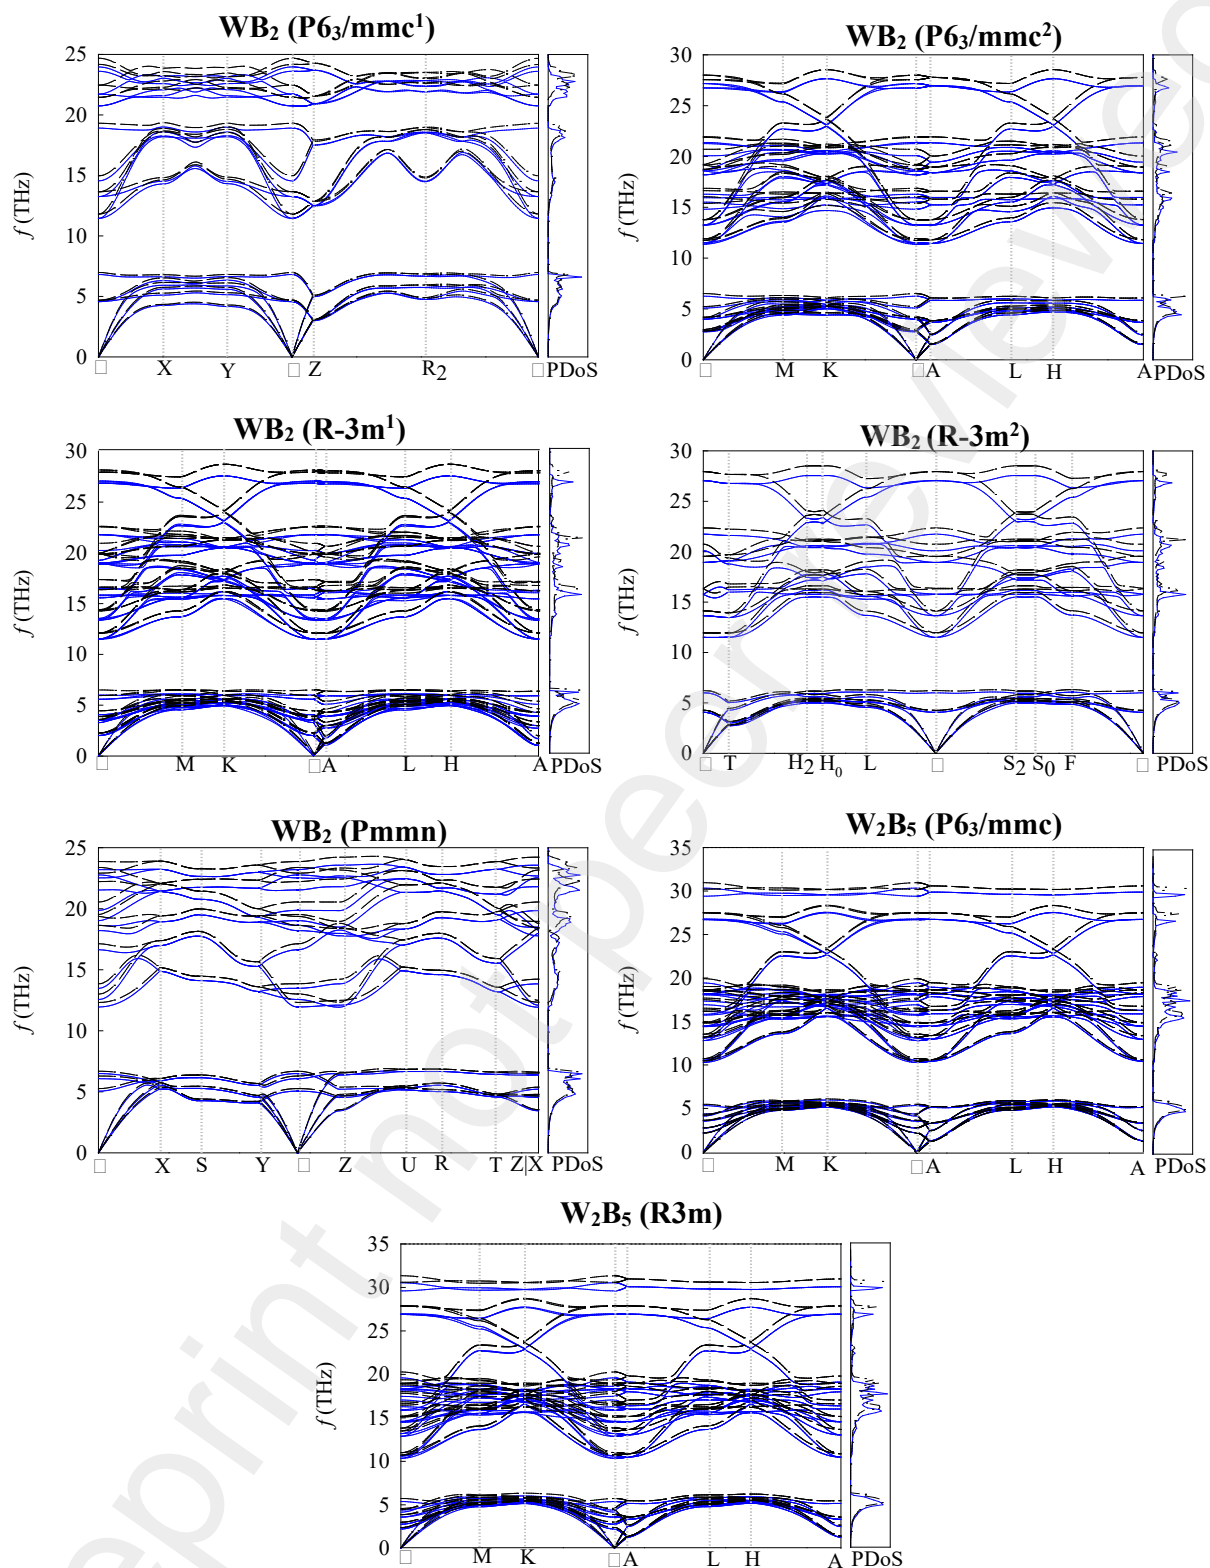 WB₂ (P6₃/mmc¹)
25
20
15
10
5
0
f (THz)
□ X Y □ Z R₂ □ PDoS
WB₂ (P6₃/mmc²)
30
25
20
15
10
5
0
f (THz)
□ M K □ A L H A PDoS
WB₂ (R-3m¹)
30
25
20
15
10
5
0
f (THz)
□ M K □ A L H A PDoS
WB₂ (R-3m²)
30
25
20
15
10
5
0
f (THz)
□ T H₂ H₀ L □ S₂ S₀ F □ PDoS
WB₂ (Pmmn)
25
20
15
10
5
0
f (THz)
□ X S Y □ Z U R T Z|X PDoS
W₂B₅ (P6₃/mmc)
35
30
25
20
15
10
5
0
f (THz)
□ M K □ A L H A PDoS
W₂B₅ (R3m)
35
30
25
20
15
10
5
0
f (THz)
□ M K □ A L H A PDoS
eprint not peer reviewed